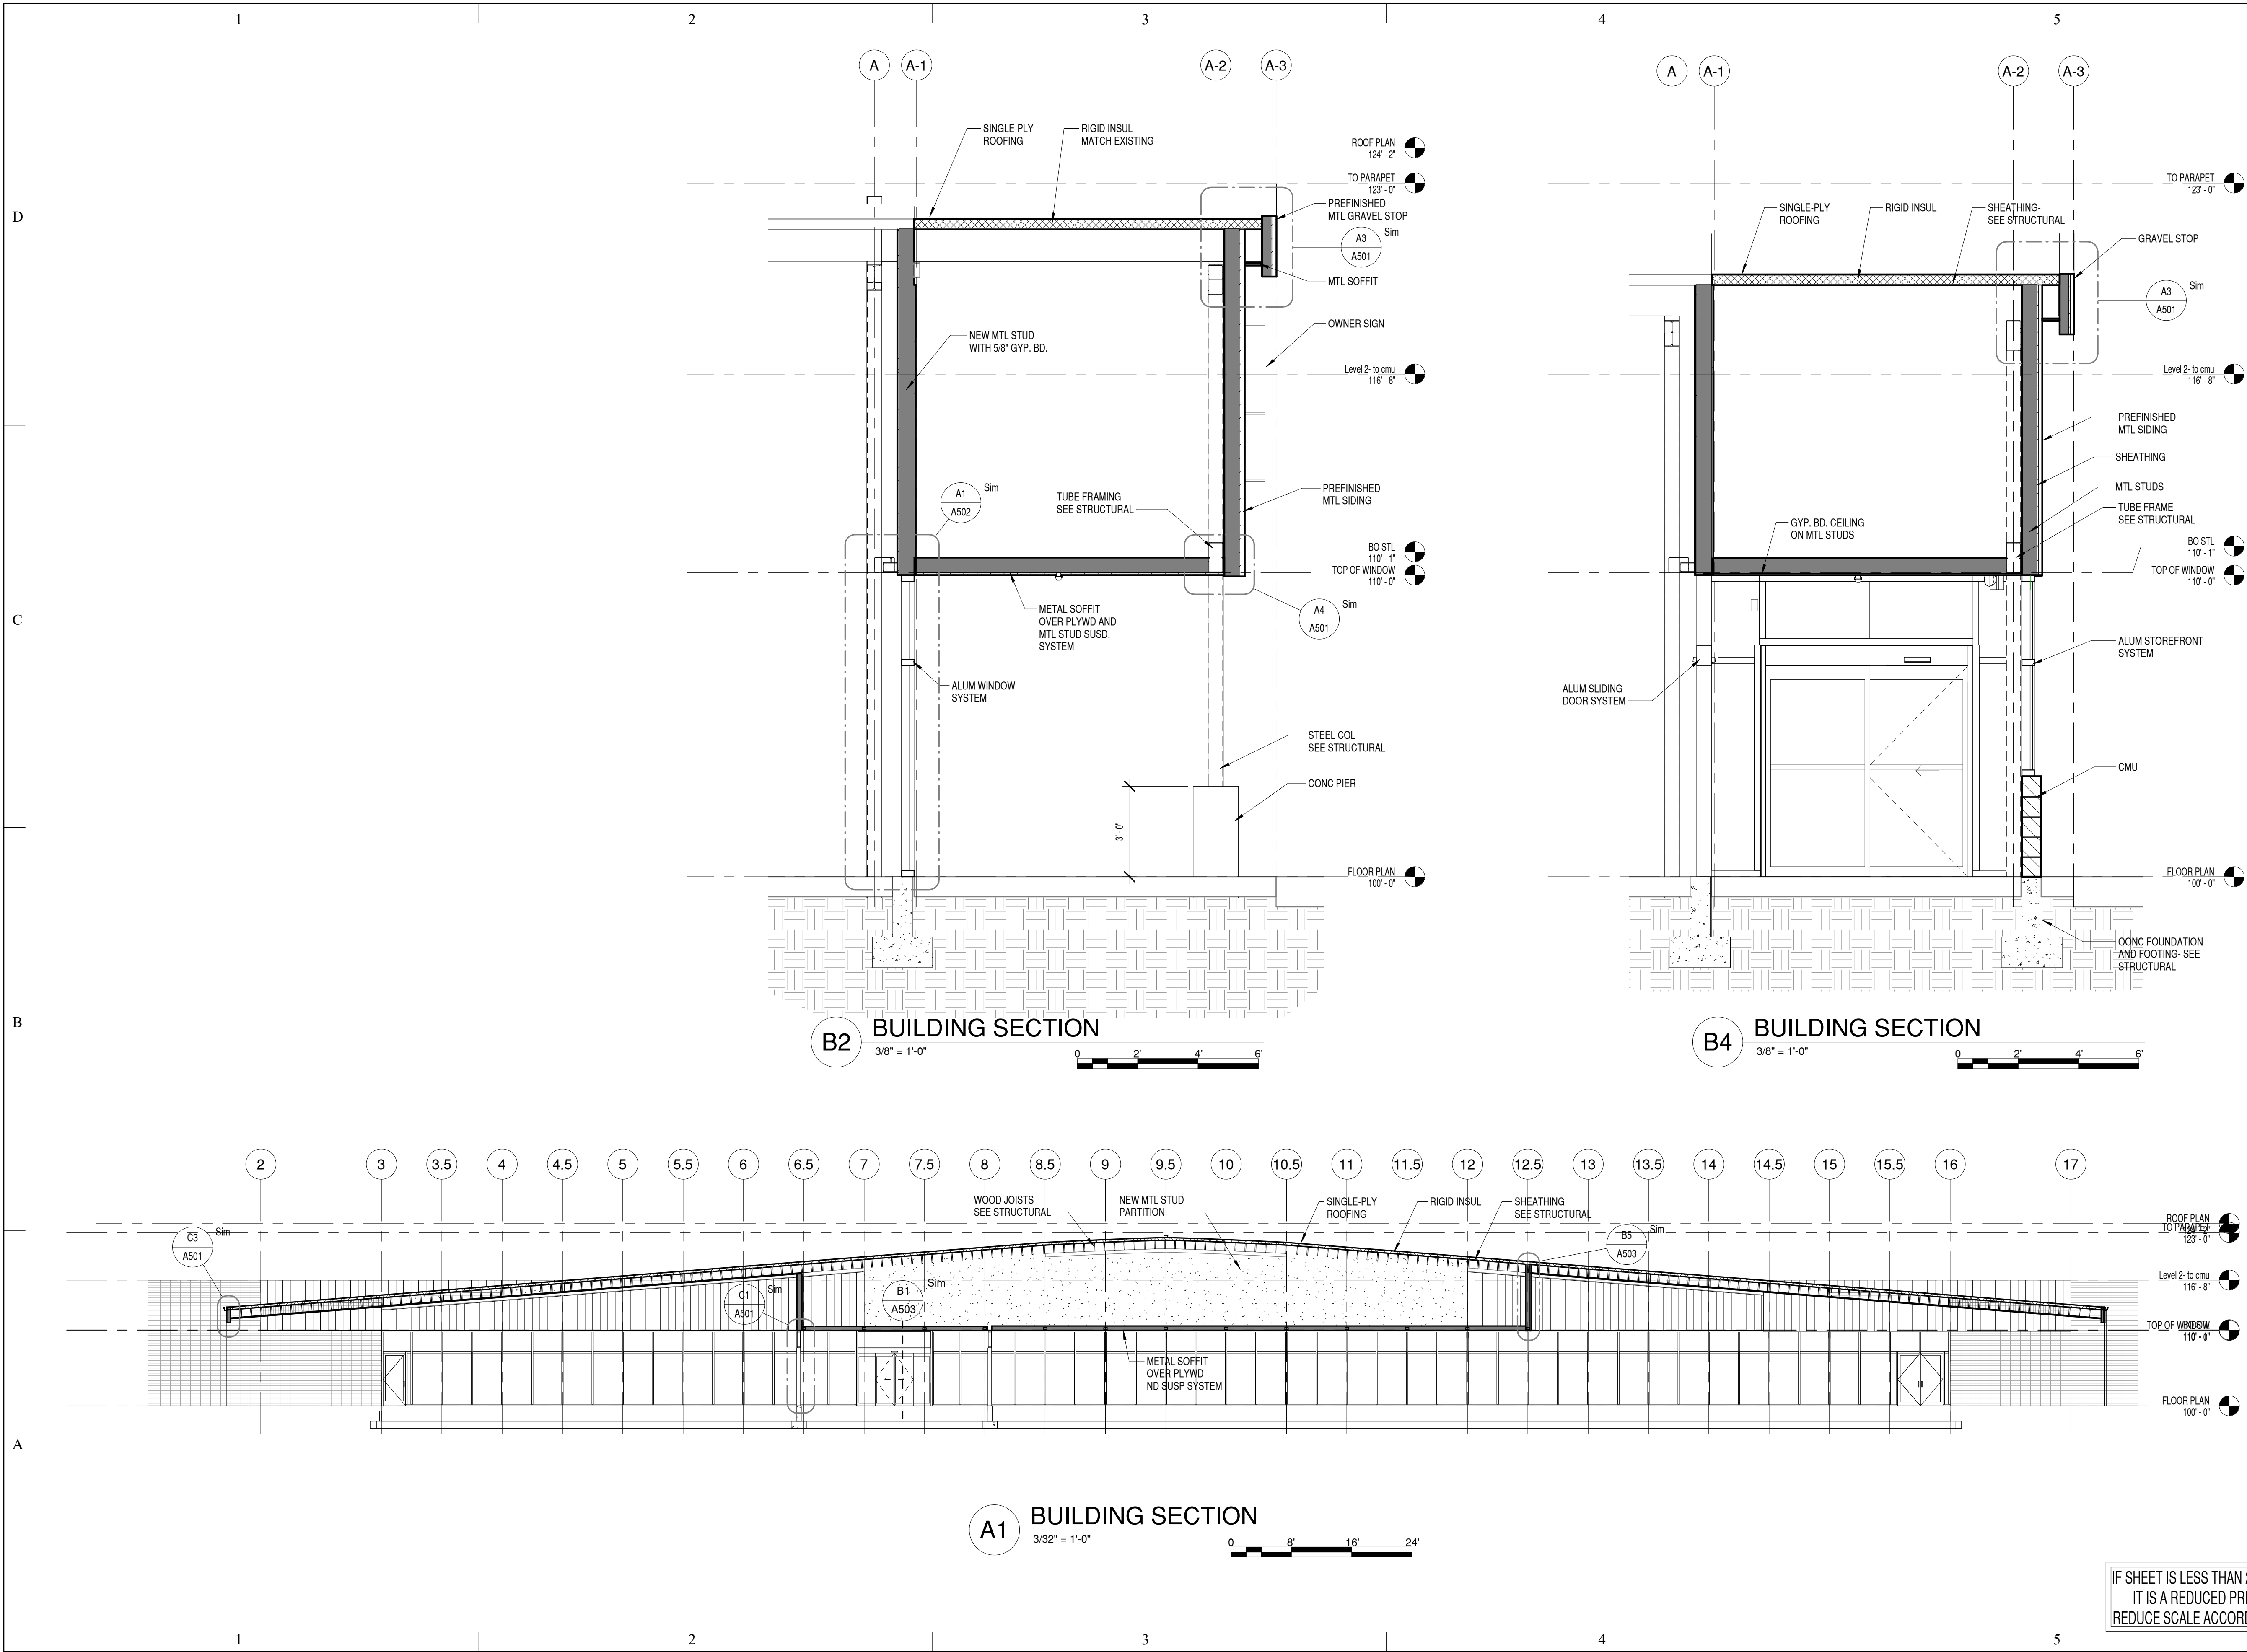 1
2
3
4
5
D
C
B
A
A
A-1
A-2
A-3
SINGLE-PLY
ROOFING
RIGID INSUL
MATCH EXISTING
ROOF PLAN
124' - 2"
TO PARAPET
123' - 0"
PREFINISHED
MTL GRAVEL STOP
A3
A501
Sim
MTL SOFFIT
OWNER SIGN
NEW MTL STUD
WITH 5/8" GYP. BD.
Level 2- to cmu
116' - 8"
A1
A502
Sim
TUBE FRAMING
SEE STRUCTURAL
PREFINISHED
MTL SIDING
BO STL
110' - 1"
TOP OF WINDOW
110' - 0"
METAL SOFFIT
OVER PLYWD AND
MTL STUD SUSD.
SYSTEM
A4
A501
Sim
ALUM WINDOW
SYSTEM
STEEL COL
SEE STRUCTURAL
CONC PIER
3' - 0"
FLOOR PLAN
100' - 0"
B2
BUILDING SECTION
3/8" = 1'-0"
0 2' 4' 6'
A
A-1
A-2
A-3
TO PARAPET
123' - 0"
SINGLE-PLY
ROOFING
RIGID INSUL
SHEATHING-
SEE STRUCTURAL
GRAVEL STOP
A3
A501
Sim
Level 2- to cmu
116' - 8"
PREFINISHED
MTL SIDING
SHEATHING
MTL STUDS
TUBE FRAME
SEE STRUCTURAL
GYP. BD. CEILING
ON MTL STUDS
BO STL
110' - 1"
TOP OF WINDOW
110' - 0"
ALUM STOREFRONT
SYSTEM
ALUM SLIDING
DOOR SYSTEM
CMU
FLOOR PLAN
100' - 0"
OONC FOUNDATION
AND FOOTING- SEE
STRUCTURAL
B4
BUILDING SECTION
3/8" = 1'-0"
0 2' 4' 6'
2 3 3.5 4 4.5 5 5.5 6 6.5 7 7.5 8 8.5 9 9.5 10 10.5 11 11.5 12 12.5 13 13.5 14 14.5 15 15.5 16 17
WOOD JOISTS
SEE STRUCTURAL
NEW MTL STUD
PARTITION
SINGLE-PLY
ROOFING
RIGID INSUL
SHEATHING
SEE STRUCTURAL
C3
A501
Sim
B5
A503
Sim
C1
A501
Sim
B1
A503
Sim
ROOF PLAN
TO PARAPET
123' - 0"
Level 2- to cmu
116' - 8"
TOP OF WINDOW
FLOOR PLAN
100' - 0"
METAL SOFFIT
OVER PLYWD
ND SUSP SYSTEM
A1
BUILDING SECTION
3/32" = 1'-0"
0 8' 16' 24'
IF SHEET IS LESS THAN
IT IS A REDUCED
REDUCE SCALE
1
2
3
4
5